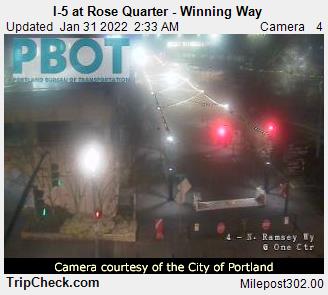 I-5 at Rose Quarter - Winning Way
Updated Jan 31 2022 2:33 AM Camera 4
PBOT
PORTLAND BUREAU OF TRANSPORTATION
4 - N. Ramsey Wy
@ One Ctr
Camera courtesy of the City of Portland
TripCheck.com Milepost302.00